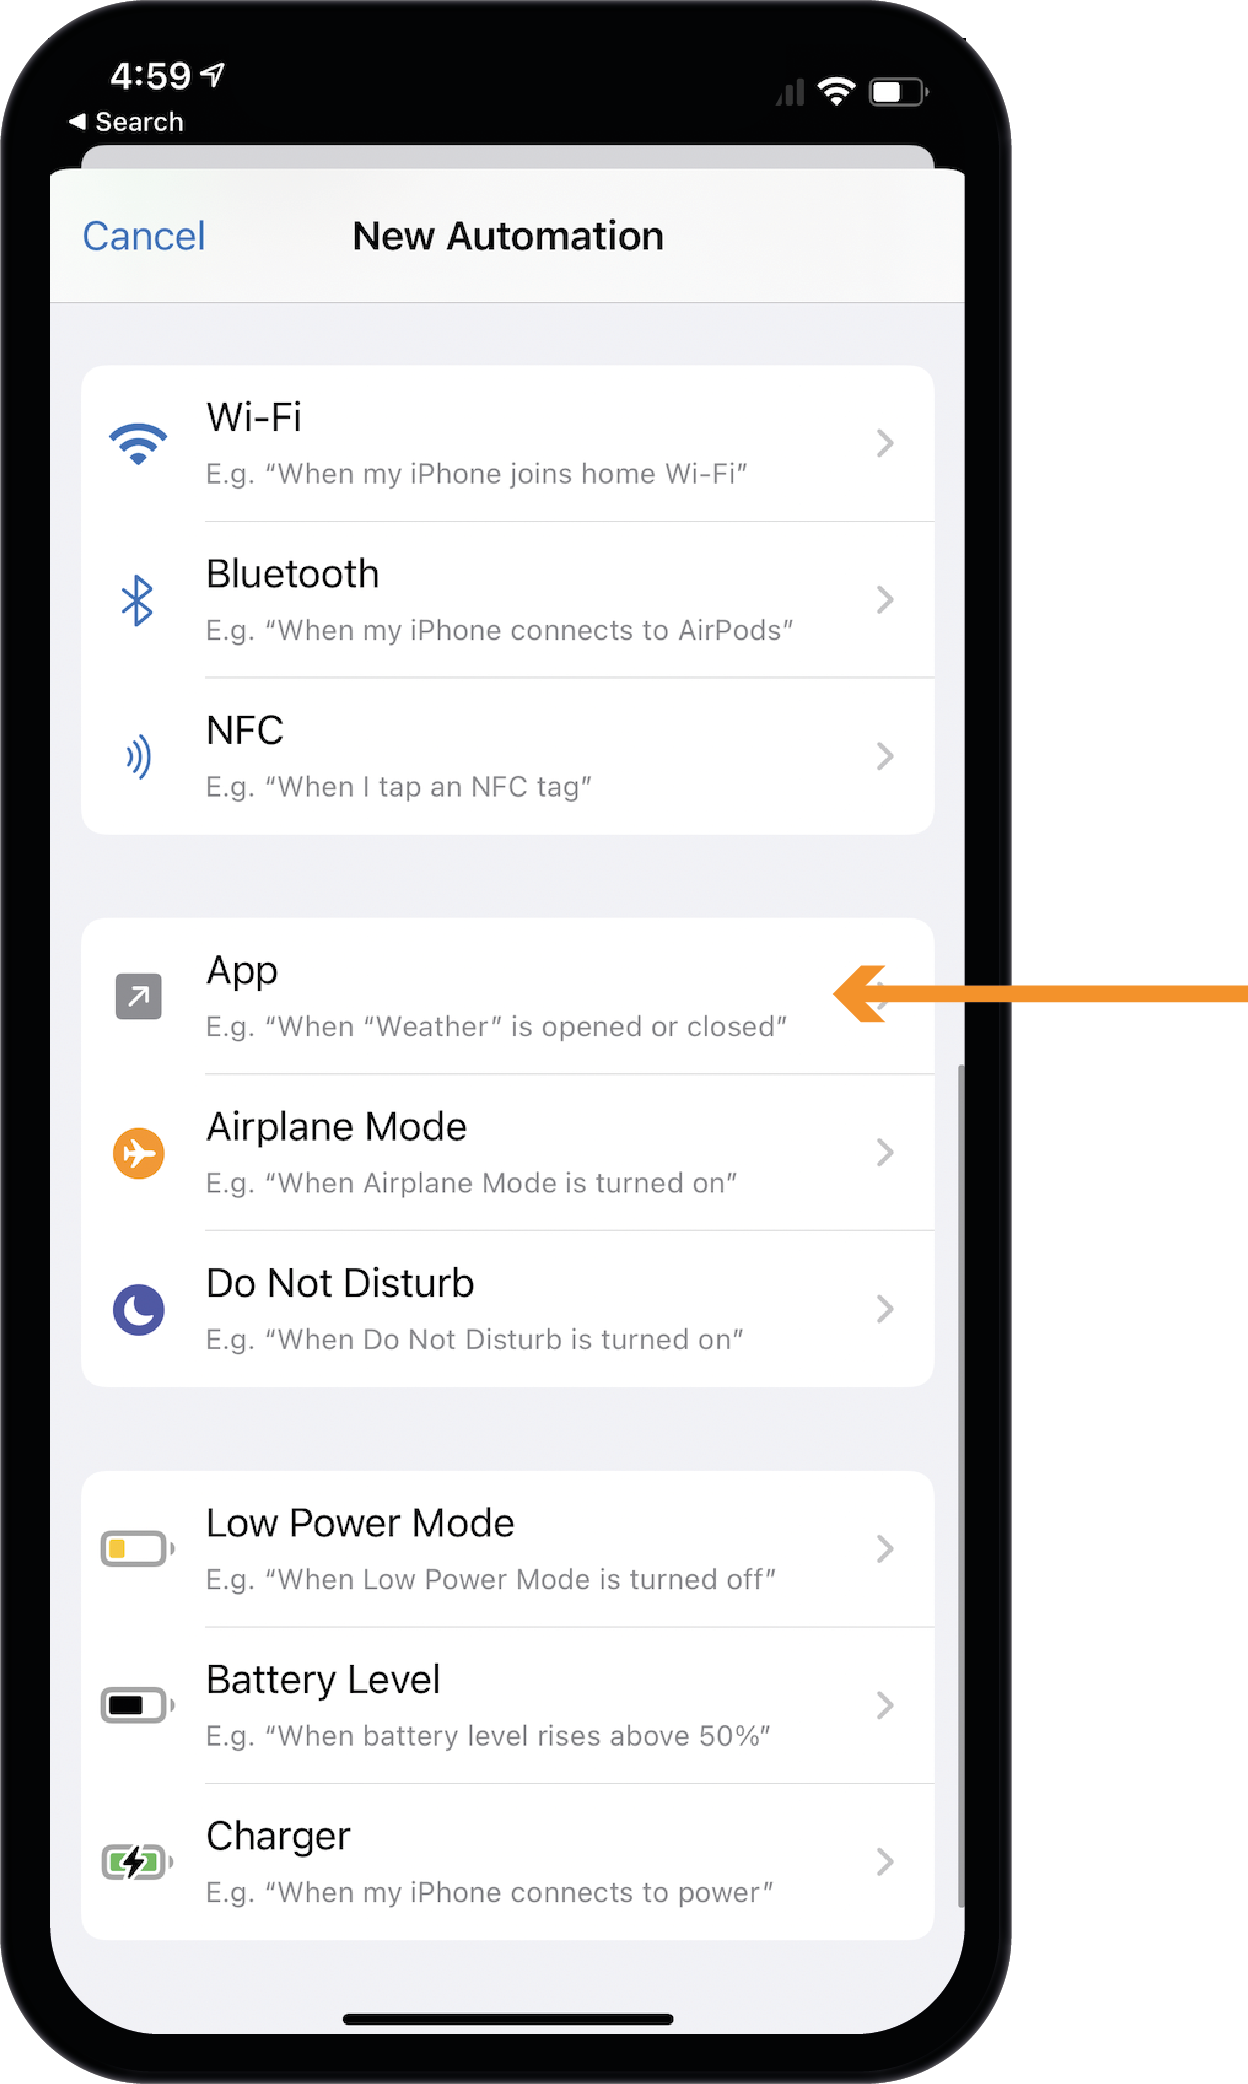 4:59
Search
Cancel
New Automation
Wi-Fi
E.g. “When my iPhone joins home Wi-Fi”
Bluetooth
E.g. “When my iPhone connects to AirPods”
NFC
E.g. “When I tap an NFC tag”
App
E.g. “When “Weather” is opened or closed”
Airplane Mode
E.g. “When Airplane Mode is turned on”
Do Not Disturb
E.g. “When Do Not Disturb is turned on”
Low Power Mode
E.g. “When Low Power Mode is turned off”
Battery Level
E.g. “When battery level rises above 50%”
Charger
E.g. “When my iPhone connects to power”